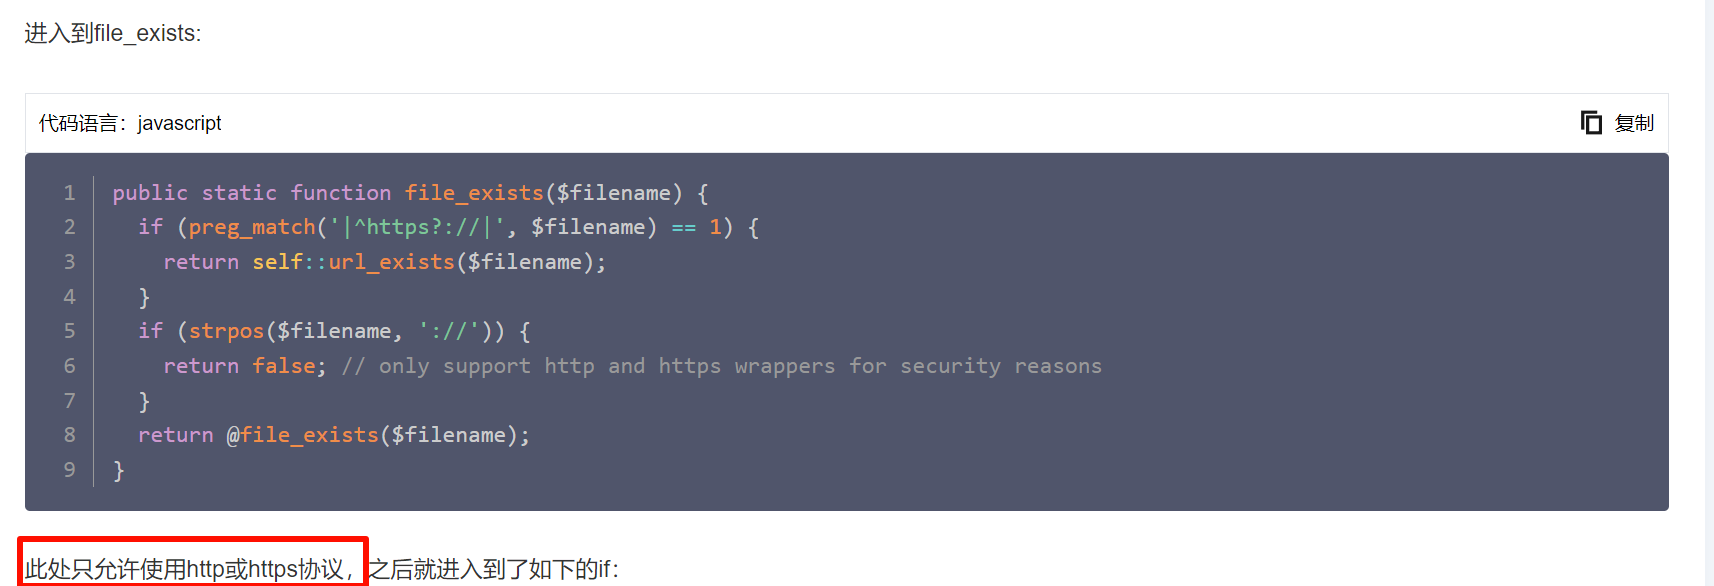 进入到file_exists:
代码语言：javascript
复制
1 public static function file_exists($filename) {
2   if (preg_match('|^https?://|', $filename) == 1) {
3     return self::url_exists($filename);
4   }
5   if (strpos($filename, '://')) {
6     return false; // only support http and https wrappers for security reasons
7   }
8   return @file_exists($filename);
9 }
此处只允许使用http或https协议，之后就进入到了如下的if：